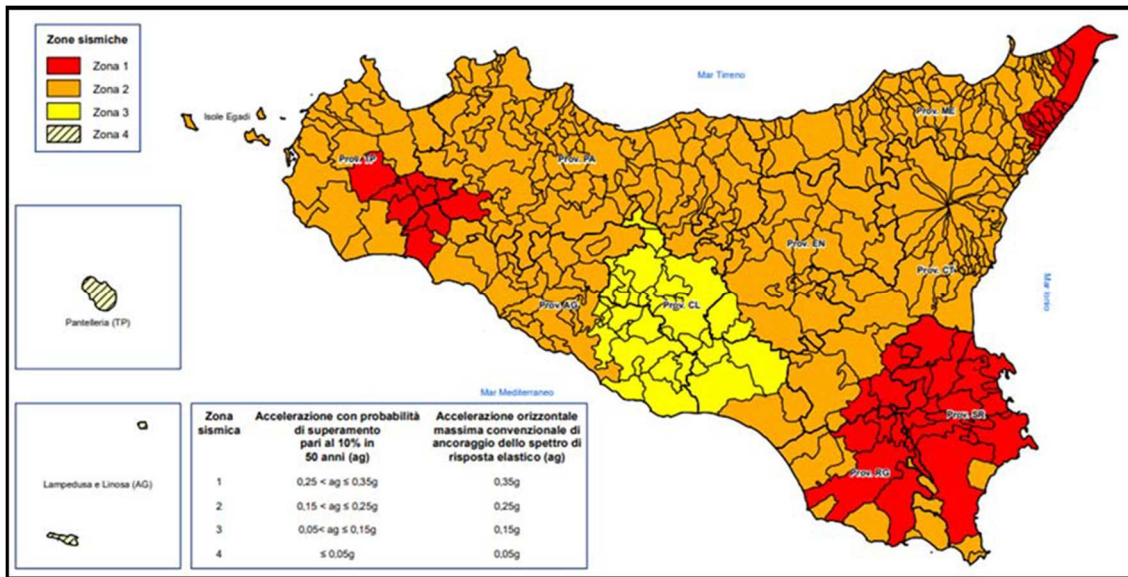 Zone sismiche
Zona 1
Zona 2
Zona 3
Zona 4
Mar Tirreno
Isole Egadi
Prov. ME
Prov. TP
Prov. PA
Prov. EN
Prov. CT
Mar Ionio
Prov. AG
Prov. CL
Pantelleria (TP)
Mar Mediterraneo
Prov. SR
Prov. RG
Lampedusa e Linosa (AG)
Zona sismica
Accelerazione con probabilità di superamento pari al 10% in 50 anni (ag)
Accelerazione orizzontale massima convenzionale di ancoraggio dello spettro di risposta elastico (ag)
1 0,25 < ag ≤ 0,35g 0,35g
2 0,15 < ag ≤ 0,25g 0,25g
3 0,05< ag ≤ 0,15g 0,15g
4 ≤ 0,05g 0,05g